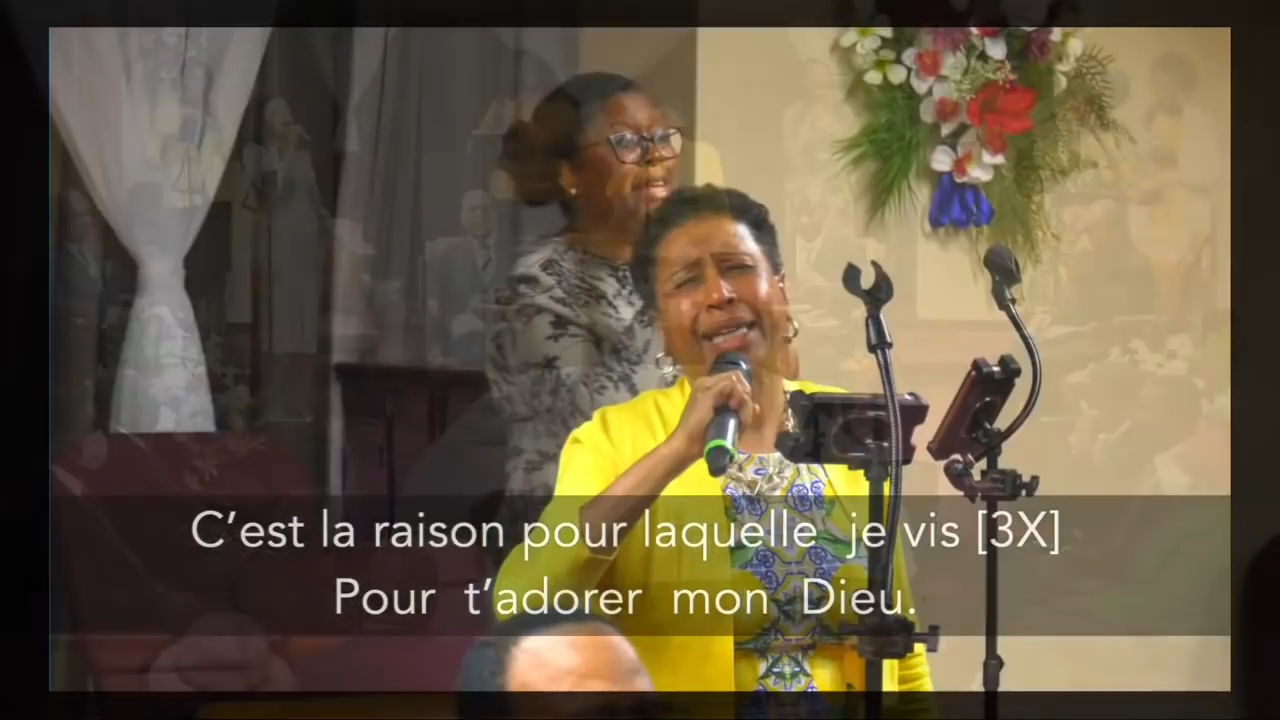 C’est la raison pour laquelle je vis [3X]
Pour t’adorer mon Dieu.